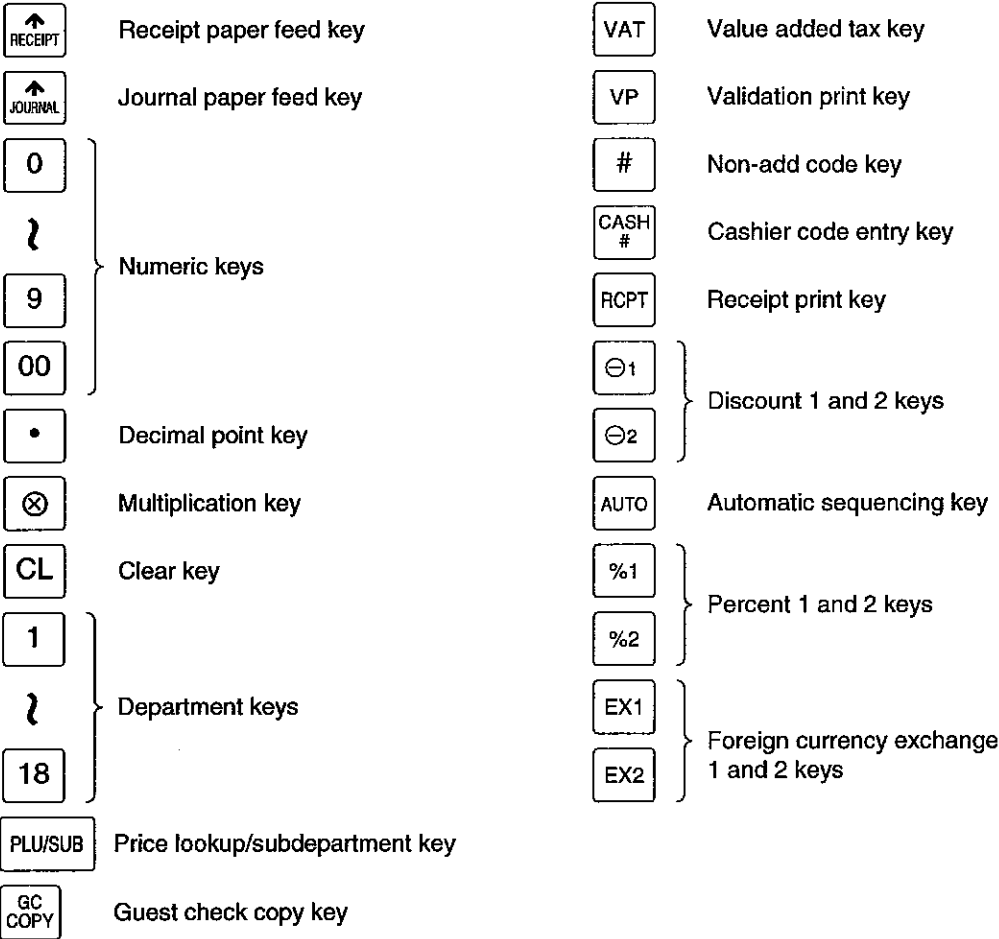 RECEIPT Receipt paper feed key
JOURNAL Journal paper feed key
0
9
00
Numeric keys
• Decimal point key
⊗ Multiplication key
CL Clear key
1
18
Department keys
PLU/SUB Price lookup/subdepartment key
GC
COPY
Guest check copy key
VAT Value added tax key
VP Validation print key
# Non-add code key
CASH
#
Cashier code entry key
RCPT Receipt print key
⊖1
⊖2
Discount 1 and 2 keys
AUTO Automatic sequencing key
%1
%2
Percent 1 and 2 keys
EX1
EX2
Foreign currency exchange
1 and 2 keys